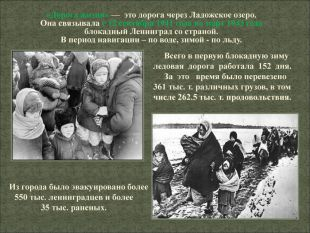 «Дорога жизни» — это дорога через Ладожское озеро.
Она связывала с 12 сентября 1941 года по март 1943 года
блокадный Ленинград со страной.
В период навигации – по воде, зимой - по льду.
Всего в первую блокадную зиму
ледовая дорога работала 152 дня.
За это время было перевезено
361 тыс. т. различных грузов, в том
числе 262.5 тыс. т. продовольствия.
Из города было эвакуировано более
550 тыс. ленинградцев и более
35 тыс. раненых.